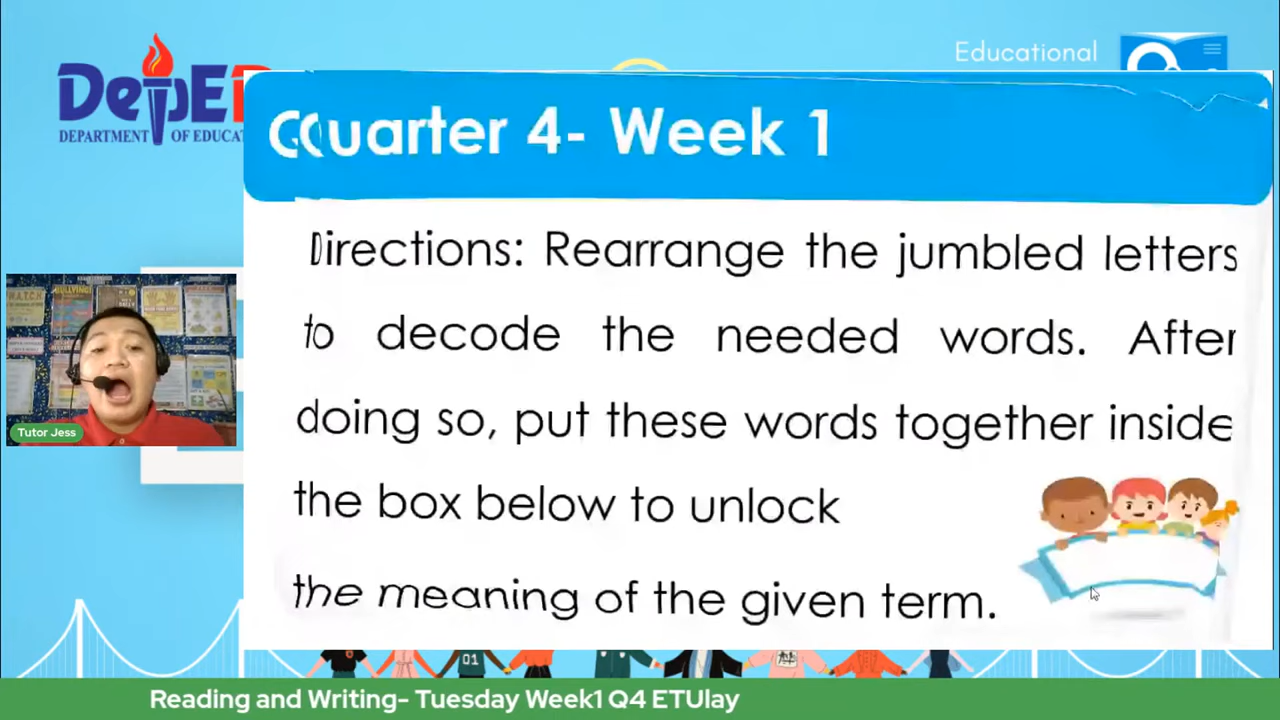 Educational
DepED
DEPARTMENT OF EDUCAT
Quarter 4- Week 1
Directions: Rearrange the jumbled letters
to decode the needed words. After
doing so, put these words together inside
the box below to unlock
the meaning of the given term.
BULLYING
Tutor Jess
01
Reading and Writing- Tuesday Week1 Q4 ETUlay